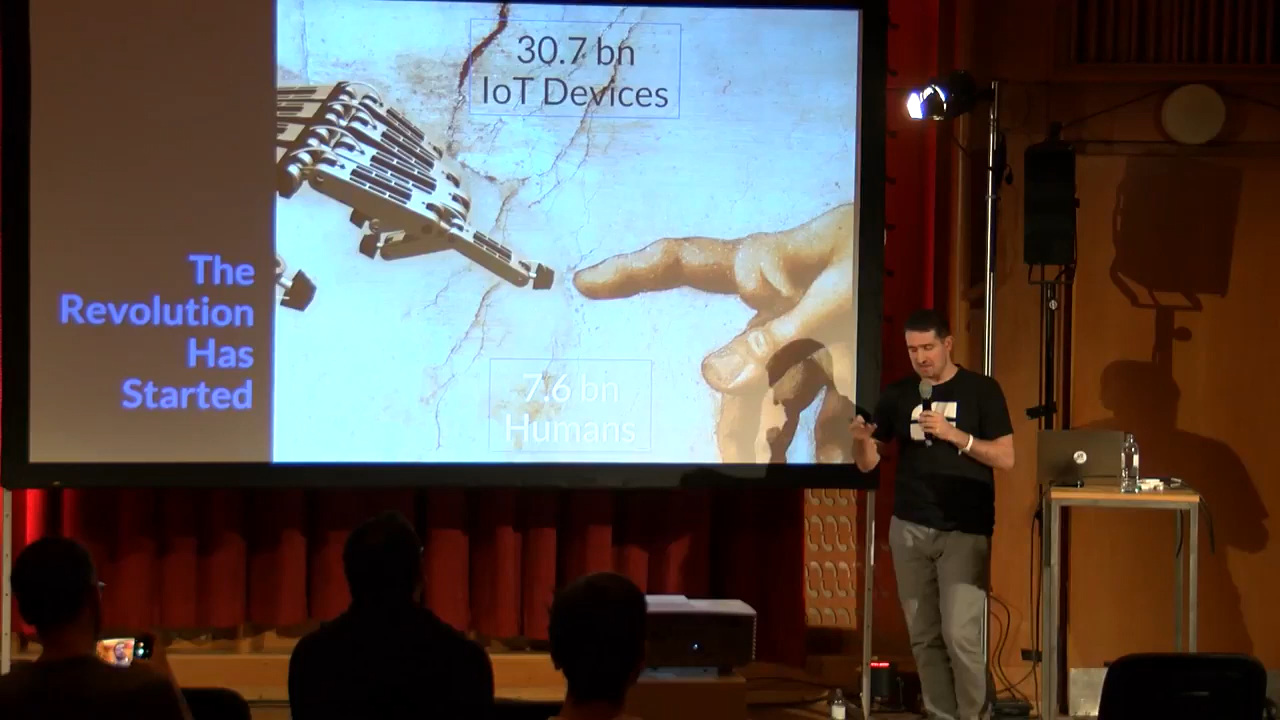 The
Revolution
Has
Started
30.7 bn
IoT Devices
7.6 bn
Humans